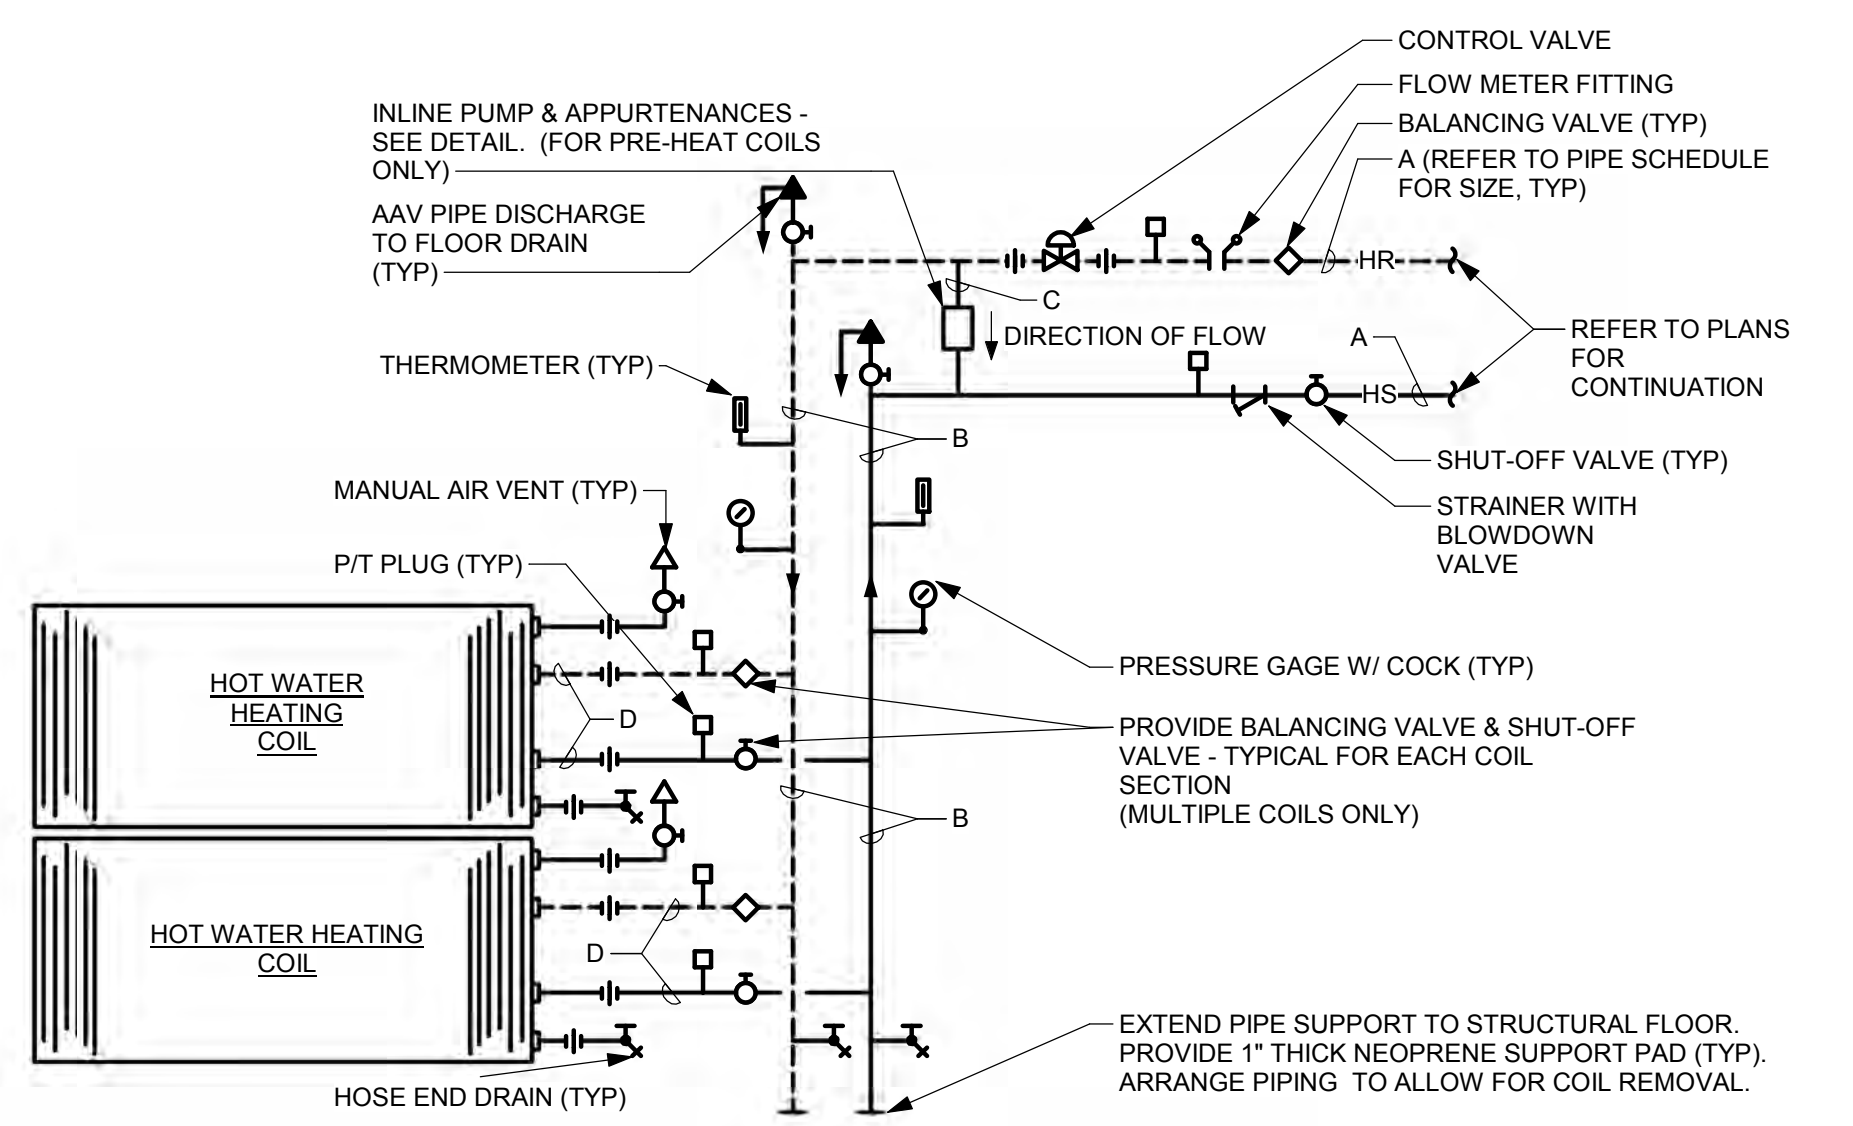 CONTROL VALVE
FLOW METER FITTING
BALANCING VALVE (TYP)
A (REFER TO PIPE SCHEDULE
FOR SIZE, TYP)
INLINE PUMP & APPURTENANCES -
SEE DETAIL. (FOR PRE-HEAT COILS
ONLY)
AAV PIPE DISCHARGE
TO FLOOR DRAIN
(TYP)
HR
C
DIRECTION OF FLOW
A
REFER TO PLANS
FOR
CONTINUATION
THERMOMETER (TYP)
HS
B
SHUT-OFF VALVE (TYP)
MANUAL AIR VENT (TYP)
STRAINER WITH
BLOWDOWN
VALVE
P/T PLUG (TYP)
PRESSURE GAGE W/ COCK (TYP)
HOT WATER
HEATING
COIL
D
PROVIDE BALANCING VALVE & SHUT-OFF
VALVE - TYPICAL FOR EACH COIL
SECTION
(MULTIPLE COILS ONLY)
B
HOT WATER HEATING
COIL
D
EXTEND PIPE SUPPORT TO STRUCTURAL FLOOR.
PROVIDE 1" THICK NEOPRENE SUPPORT PAD (TYP).
ARRANGE PIPING TO ALLOW FOR COIL REMOVAL.
HOSE END DRAIN (TYP)